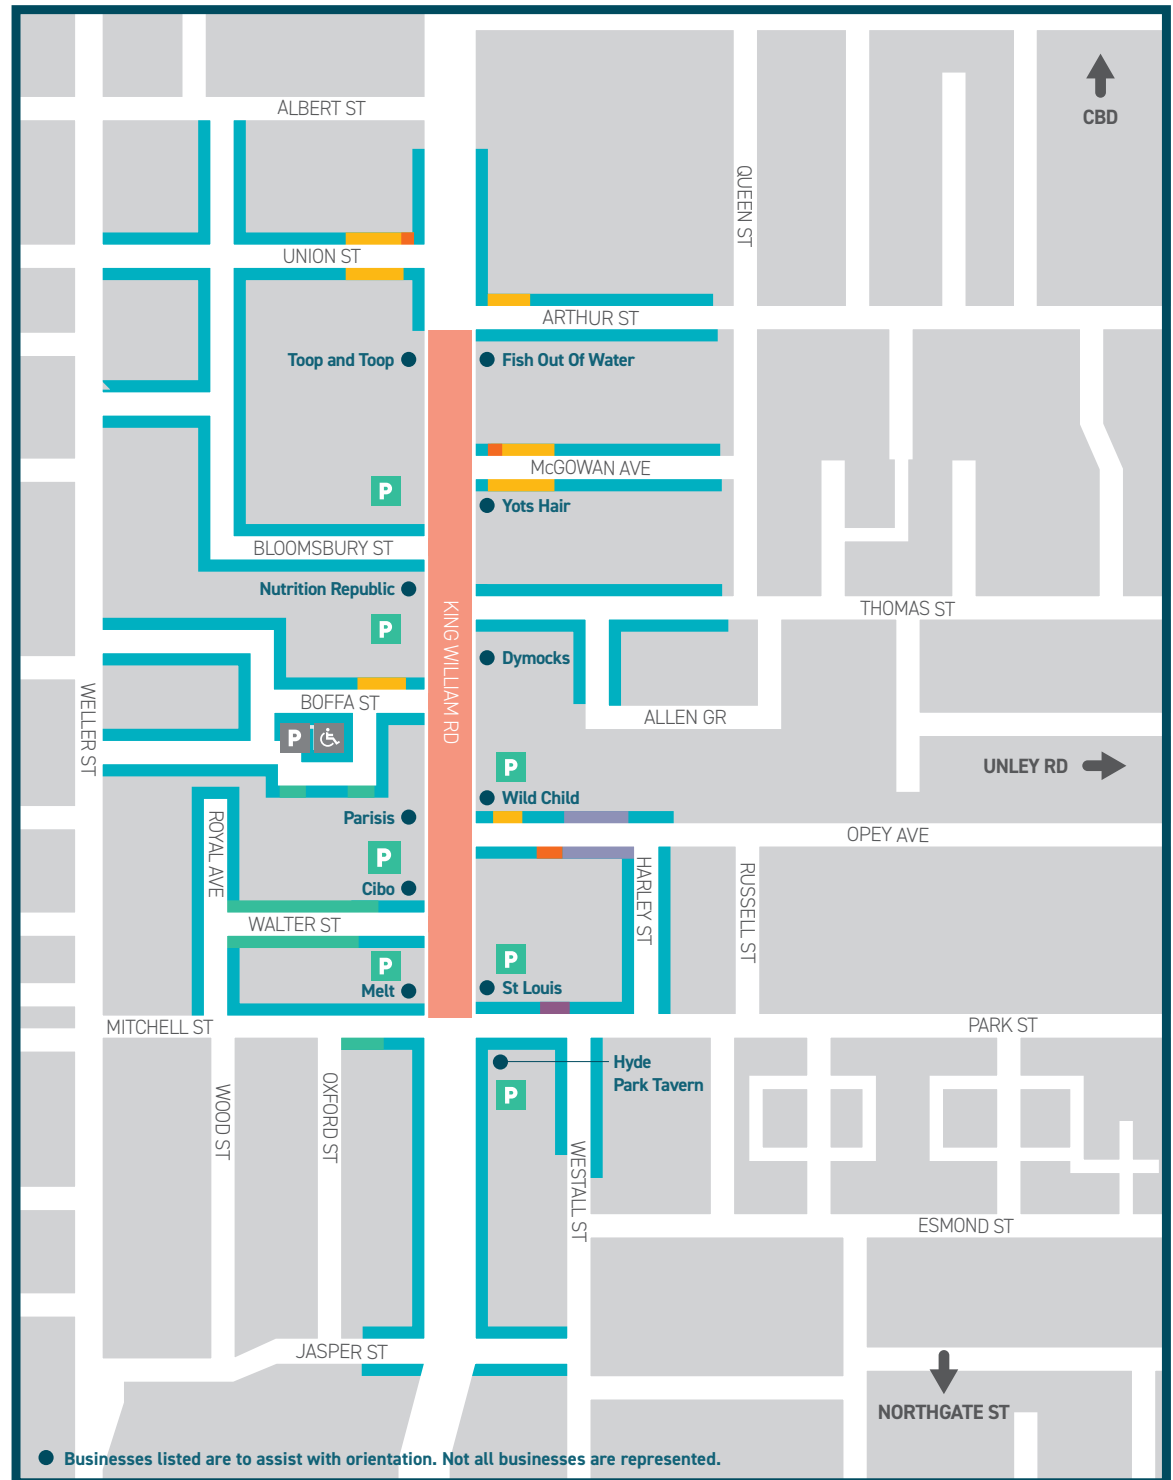 ALBERT ST
CBD
QUEEN ST
UNION ST
ARTHUR ST
Toop and Toop
Fish Out Of Water
McGOWAN AVE
P
Yots Hair
BLOOMSBURY ST
Nutrition Republic
THOMAS ST
P
KING WILLIAM RD
Dymocks
WELLER ST
BOFFA ST
ALLEN GR
P
P
UNLEY RD
Wild Child
Parisis
ROYAL AVE
OPEY AVE
P
HARLEY ST
RUSSELL ST
Cibo
WALTER ST
P
P
Melt
St Louis
MITCHELL ST
PARK ST
WOOD ST
OXFORD ST
Hyde
Park Tavern
P
WESTALL ST
ESMOND ST
JASPER ST
NORTHGATE ST
Businesses listed are to assist with orientation. Not all businesses are represented.